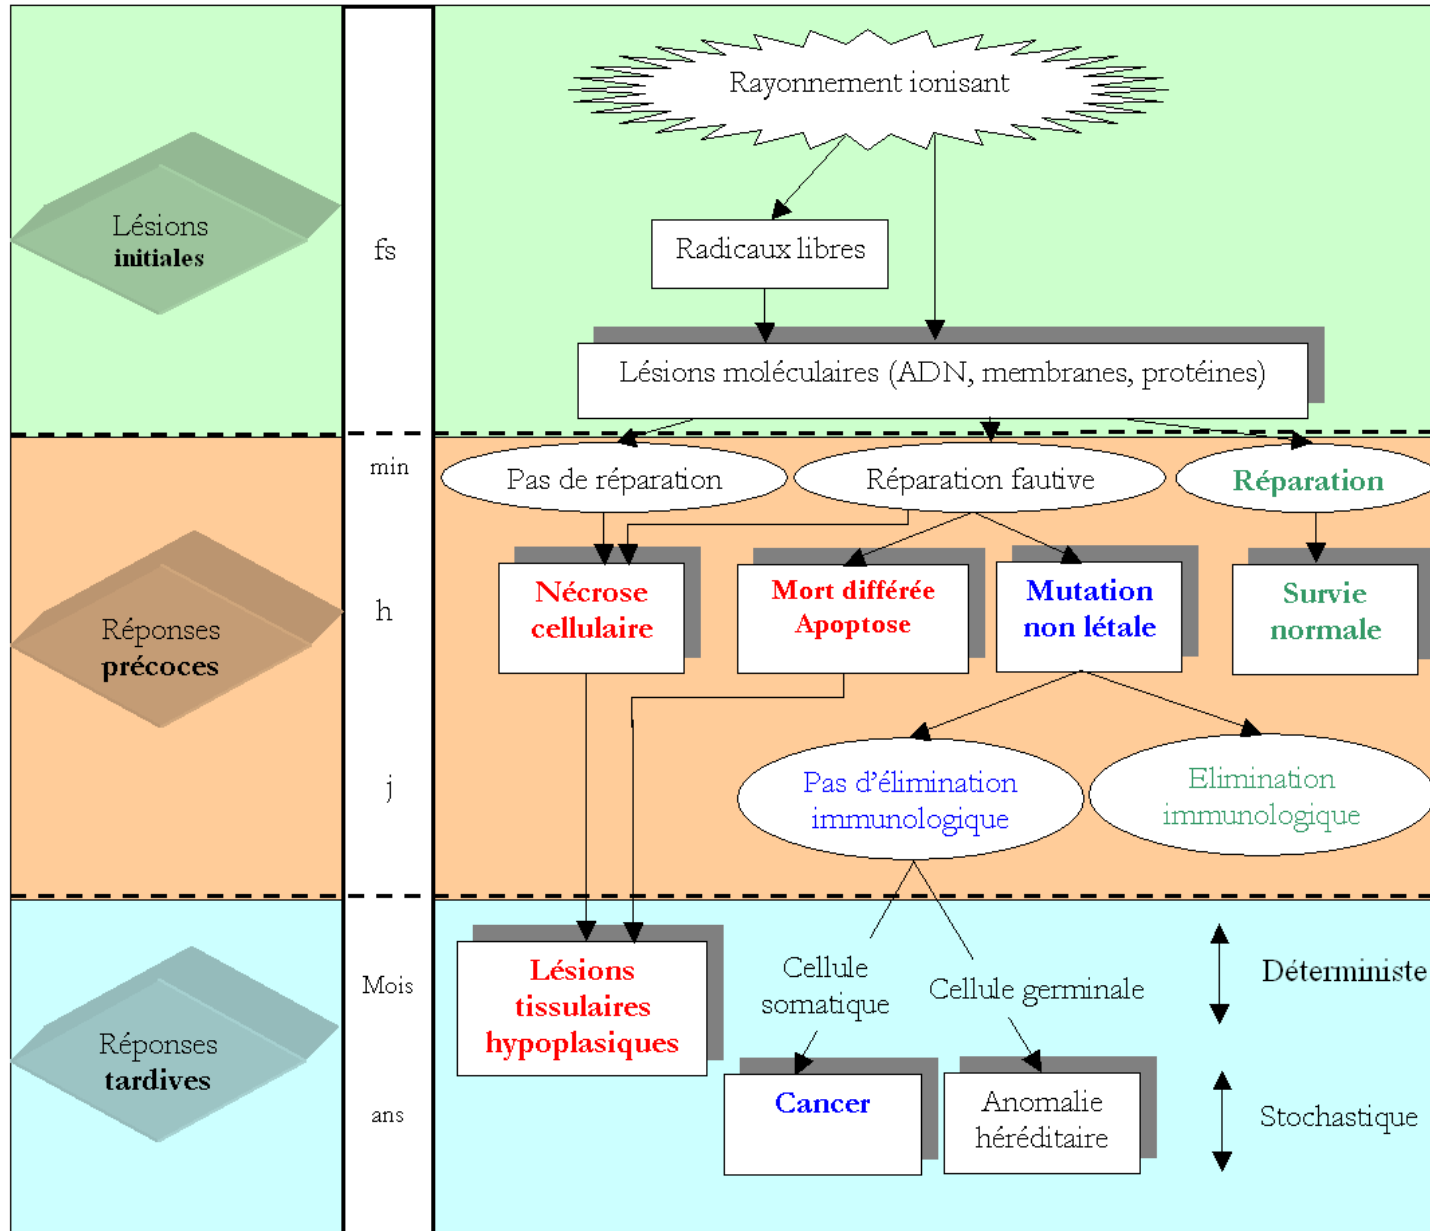 Rayonnement ionisant
Lésions
initiales
fs
Radicaux libres
Lésions moléculaires (ADN, membranes, protéines)
min
Pas de réparation
Réparation fautive
Réparation
Réponses
précoces
h
Nécrose
cellulaire
Mort différée
Apoptose
Mutation
non létale
Survie
normale
j
Pas d'élimination
immunologique
Elimination
immunologique
Réponses
tardives
Mois
Lésions
tissulaires
hypoplasiques
Cellule
somatique
Cellule germinale
Déterministe
ans
Cancer
Anomalie
héréditaire
Stochastique